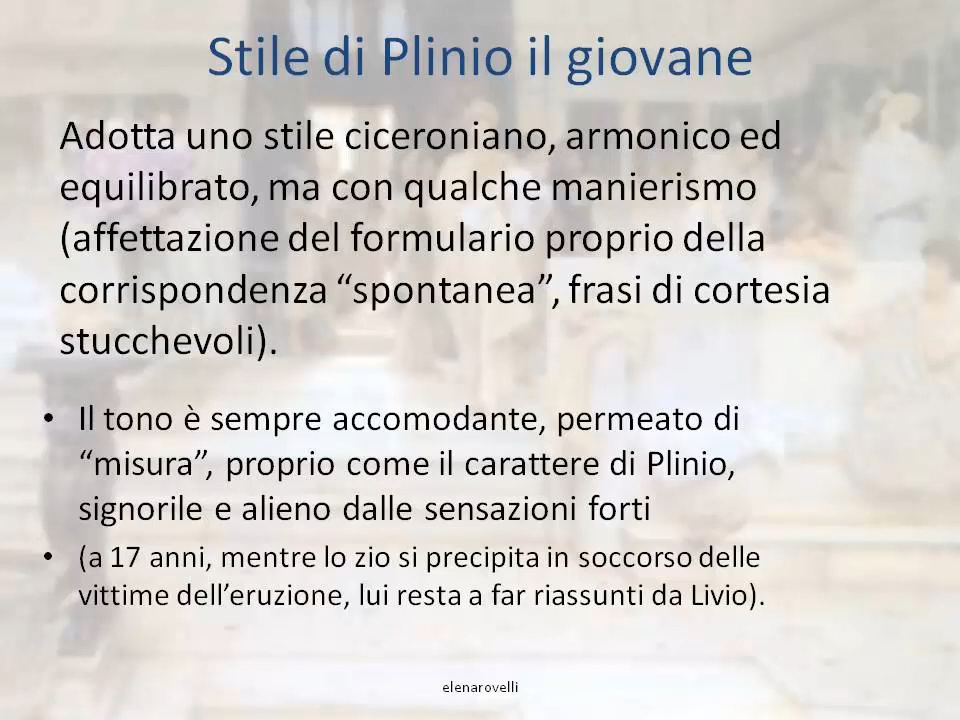 Stile di Plinio il giovane
Adotta uno stile ciceroniano, armonico ed
equilibrato, ma con qualche manierismo
(affettazione del formulario proprio della
corrispondenza “spontanea”, frasi di cortesia
stucchevoli).
• Il tono è sempre accomodante, permeato di
“misura”, proprio come il carattere di Plinio,
signorile e alieno dalle sensazioni forti
• (a 17 anni, mentre lo zio si precipita in soccorso delle
vittime dell’eruzione, lui resta a far riassunti da Livio).
elenarovelli